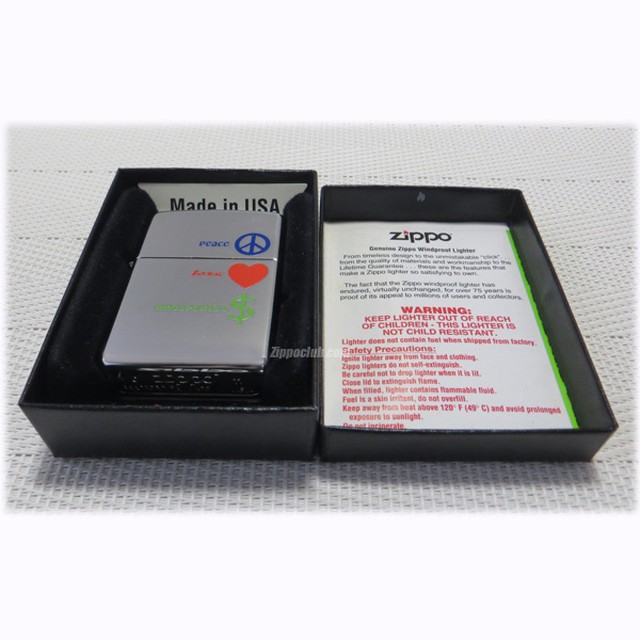 Made in USA
Peace
love
$
Zippoclub.com
zippo
Genuine Zippo Windproof Lighter
From timeless design to the unmistakable "click",
from the quality of materials and workmanship to the
Lifetime Guarantee . . . these are the features that
make a Zippo lighter so satisfying to own.
The fact that the Zippo windproof lighter has
endured, virtually unchanged, for over 75 years is
proof of its appeal to millions of users and collectors.
WARNING:
KEEP LIGHTER OUT OF REACH
OF CHILDREN - THIS LIGHTER IS
NOT CHILD RESISTANT.
Lighter does not contain fuel when shipped from factory.
Safety Precautions:
Ignite lighter away from face and clothing.
Zippo lighters do not self-extinguish.
Be careful not to drop lighter when it is lit.
Close lid to extinguish flame.
When filled, lighter contains flammable fluid.
Fuel is a skin irritant, do not overfill.
Keep away from heat above 120° F (49° C) and avoid prolonged
exposure to sunlight.
Do not incinerate.